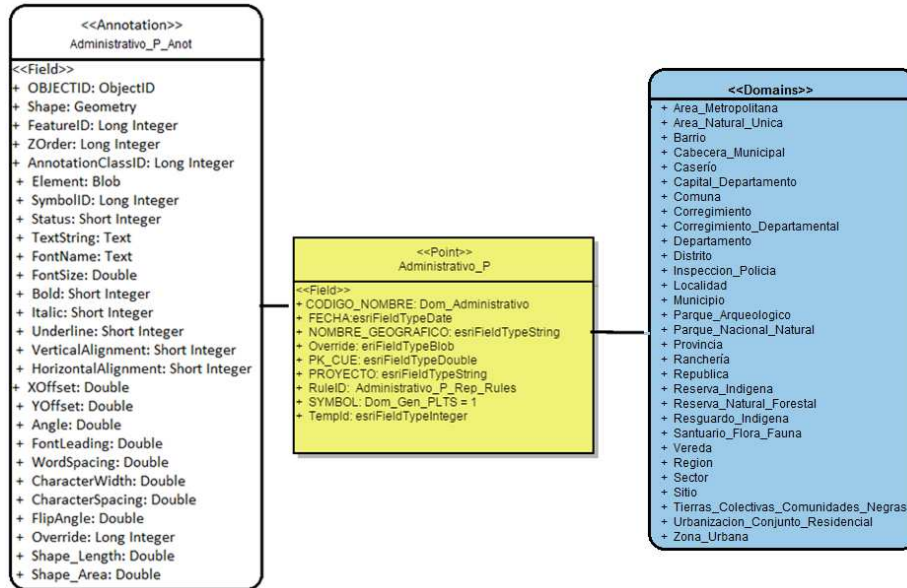 <<Annotation>>
Administrativo_P_Anot
<<Field>>
+ OBJECTID: ObjectID
+ Shape: Geometry
+ FeatureID: Long Integer
+ ZOrder: Long Integer
+ AnnotationClassID: Long Integer
+ Element: Blob
+ SymbolID: Long Integer
+ Status: Short Integer
+ TextString: Text
+ FontName: Text
+ FontSize: Double
+ Bold: Short Integer
+ Italic: Short Integer
+ Underline: Short Integer
+ VerticalAlignment: Short Integer
+ HorizontalAlignment: Short Integer
+ XOffset: Double
+ YOffset: Double
+ Angle: Double
+ FontLeading: Double
+ WordSpacing: Double
+ CharacterWidth: Double
+ CharacterSpacing: Double
+ FlipAngle: Double
+ Override: Long Integer
+ Shape_Length: Double
+ Shape_Area: Double
<<Point>>
Administrativo_P
<<Field>>
+ CODIGO_NOMBRE: Dom_Administrativo
+ FECHA:esriFieldTypeDate
+ NOMBRE_GEOGRAFICO: esriFieldTypeString
+ Override: eriFieldTypeBlob
+ PK_CUE: esriFieldTypeDouble
+ PROYECTO: esriFieldTypeString
+ RuleID: Administrativo_P_Rep_Rules
+ SYMBOL: Dom_Gen_PLTS = 1
+ TempId: esriFieldTypeInteger
<<Domains>>
+ Area_Metropolitana
+ Area_Natural_Unica
+ Barrio
+ Cabecera_Municipal
+ Caserío
+ Capital_Departamento
+ Comuna
+ Corregimiento
+ Corregimiento_Departamental
+ Departamento
+ Distrito
+ Inspeccion_Policia
+ Localidad
+ Municipio
+ Parque_Arqueologico
+ Parque_Nacional_Natural
+ Provincia
+ Ranchería
+ Republica
+ Reserva_Indigena
+ Reserva_Natural_Forestal
+ Resguardo_Indigena
+ Santuario_Flora_Fauna
+ Vereda
+ Region
+ Sector
+ Sitio
+ Tierras_Colectivas_Comunidades_Negras
+ Urbanizacion_Conjunto_Residencial
+ Zona_Urbana